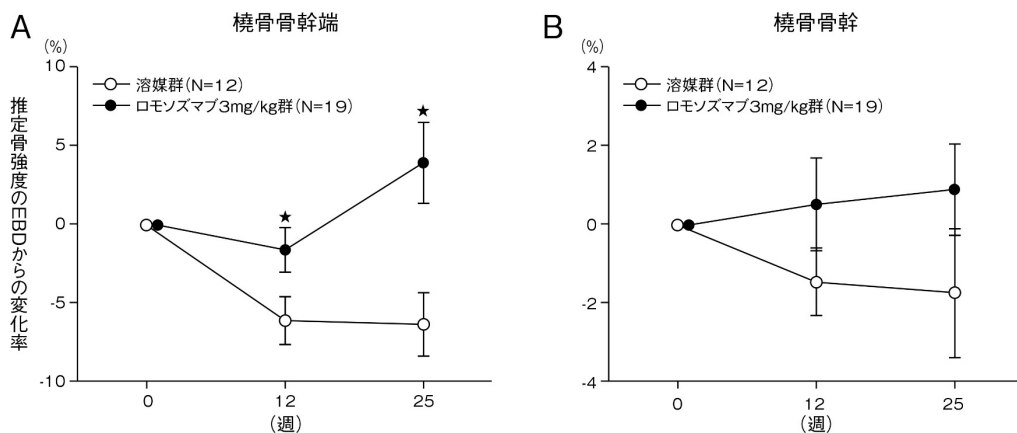 A
橈骨骨幹端
(%)
10
5
0
-5
-10
溶媒群(N=12)
ロモソズマブ3mg/kg群(N=19)
★
★
推定骨強度のEBDからの変化率
0
12
25
(週)
B
橈骨骨幹
(%)
4
2
0
-2
-4
溶媒群(N=12)
ロモソズマブ3mg/kg群(N=19)
0
12
25
(週)